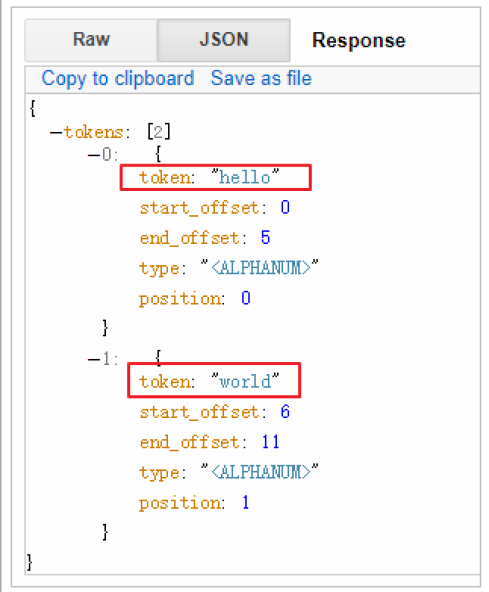 Raw JSON Response
Copy to clipboard Save as file
{
−tokens: [2]
−0: {
token: "hello"
start_offset: 0
end_offset: 5
type: "<ALPHANUM>"
position: 0
}
−1: {
token: "world"
start_offset: 6
end_offset: 11
type: "<ALPHANUM>"
position: 1
}
}